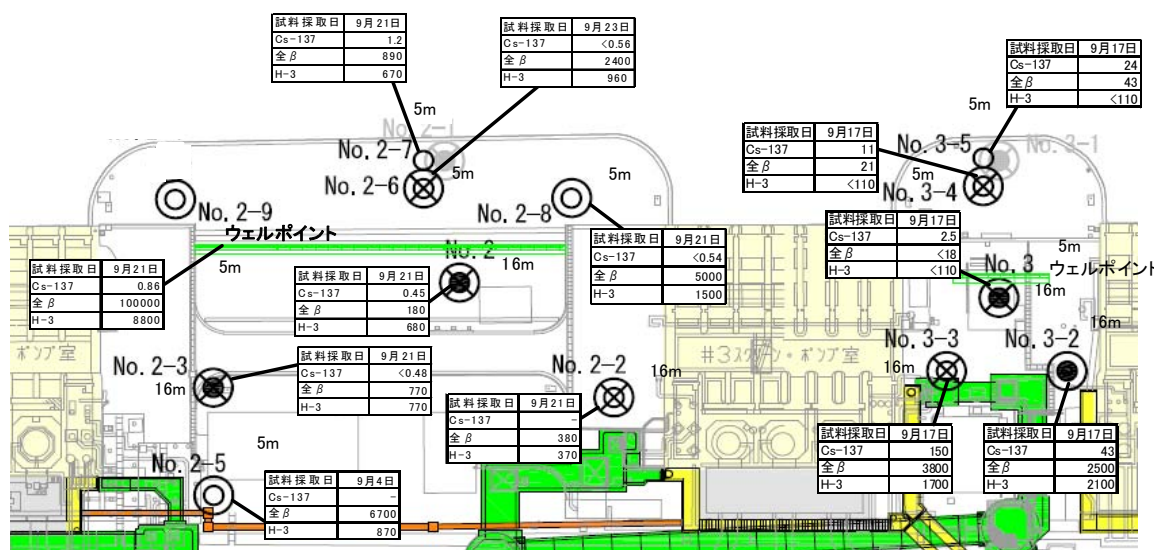 試料採取日 9月21日
Cs-137 1.2
全β 890
H-3 670
試料採取日 9月23日
Cs-137 <0.56
全β 2400
H-3 960
試料採取日 9月17日
Cs-137 24
全β 43
H-3 <110
5m
5m
No. 2-1
No. 2-7
No. 2-6
5m
5m
No. 2-9
No. 2-8
試料採取日 9月17日
Cs-137 11
全β 21
H-3 <110
No. 3-5
No. 3-1
5m
No. 3-4
ウェルポイント
5m
No. 2
16m
試料採取日 9月21日
Cs-137 0.86
全β 100000
H-3 8800
試料採取日 9月21日
Cs-137 0.45
全β 180
H-3 680
試料採取日 9月21日
Cs-137 <0.54
全β 5000
H-3 1500
試料採取日 9月17日
Cs-137 2.5
全β <18
H-3 <110
5m
No. 3
ウェルポイント
16m
16m
ポンプ室
No. 2-3
16m
試料採取日 9月21日
Cs-137 <0.48
全β 770
H-3 770
No. 2-2
16m
#3スクリーン・ポンプ室
No. 3-3
16m
No. 3-2
試料採取日 9月21日
Cs-137 –
全β 380
H-3 370
試料採取日 9月17日
Cs-137 150
全β 3800
H-3 1700
試料採取日 9月17日
Cs-137 43
全β 2500
H-3 2100
5m
No. 2-5
試料採取日 9月4日
Cs-137 –
全β 6700
H-3 870